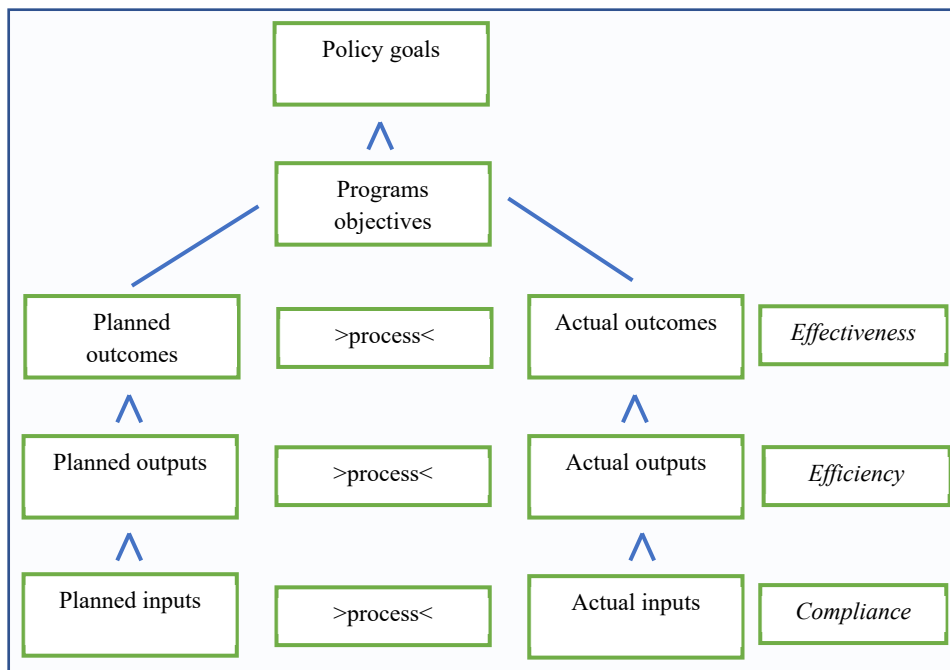 Policy goals
Programs
objectives
Planned
outcomes
>process<
Actual outcomes
Effectiveness
Planned outputs
>process<
Actual outputs
Efficiency
Planned inputs
>process<
Actual inputs
Compliance